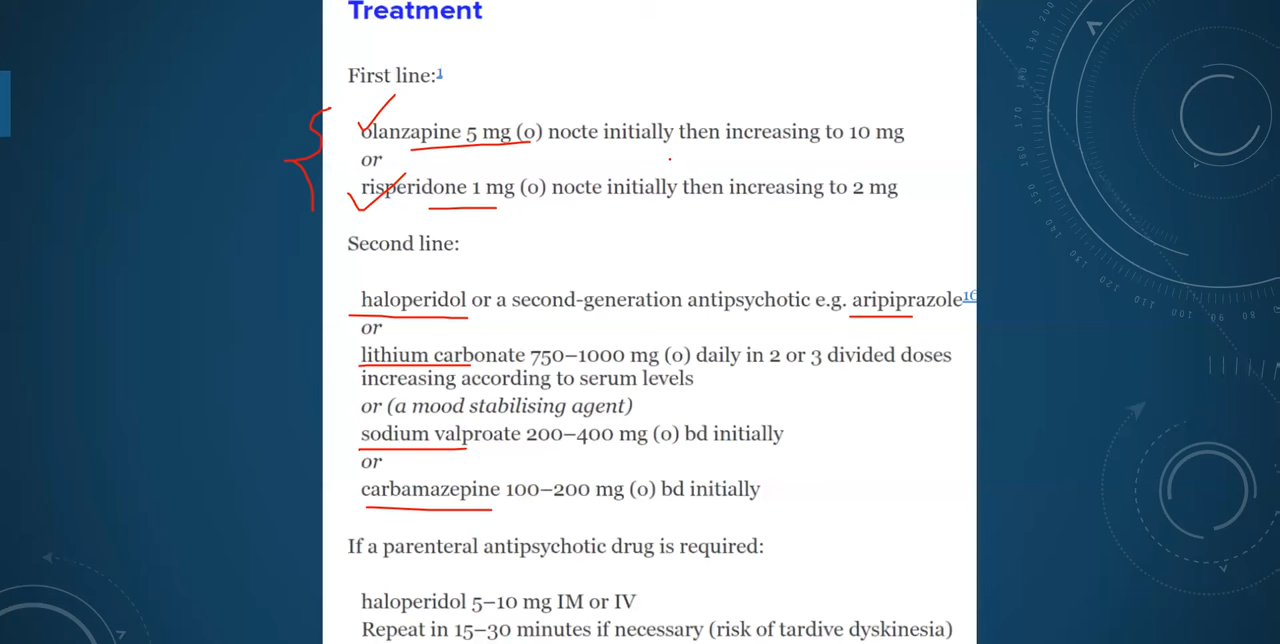 Treatment
First line:1
olanzapine 5 mg (o) nocte initially then increasing to 10 mg
or
risperidone 1 mg (o) nocte initially then increasing to 2 mg
Second line:
haloperidol or a second-generation antipsychotic e.g. aripiprazole16
or
lithium carbonate 750–1000 mg (o) daily in 2 or 3 divided doses
increasing according to serum levels
or (a mood stabilising agent)
sodium valproate 200–400 mg (o) bd initially
or
carbamazepine 100–200 mg (o) bd initially
If a parenteral antipsychotic drug is required:
haloperidol 5–10 mg IM or IV
Repeat in 15–30 minutes if necessary (risk of tardive dyskinesia)